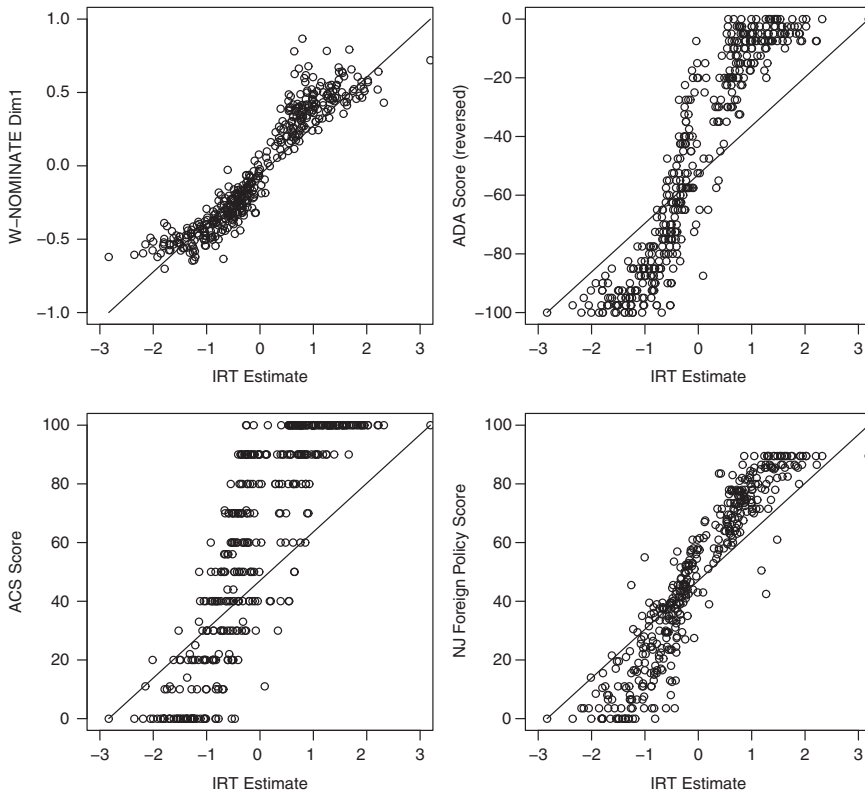 1.0
0.5
0.0
−0.5
−1.0
W−NOMINATE Dim1
−3 −2 −1 0 1 2 3
IRT Estimate
0
−20
−40
−60
−80
−100
ADA Score (reversed)
−3 −2 −1 0 1 2 3
IRT Estimate
100
80
60
40
20
0
ACS Score
−3 −2 −1 0 1 2 3
IRT Estimate
100
80
60
40
20
0
NJ Foreign Policy Score
−3 −2 −1 0 1 2 3
IRT Estimate